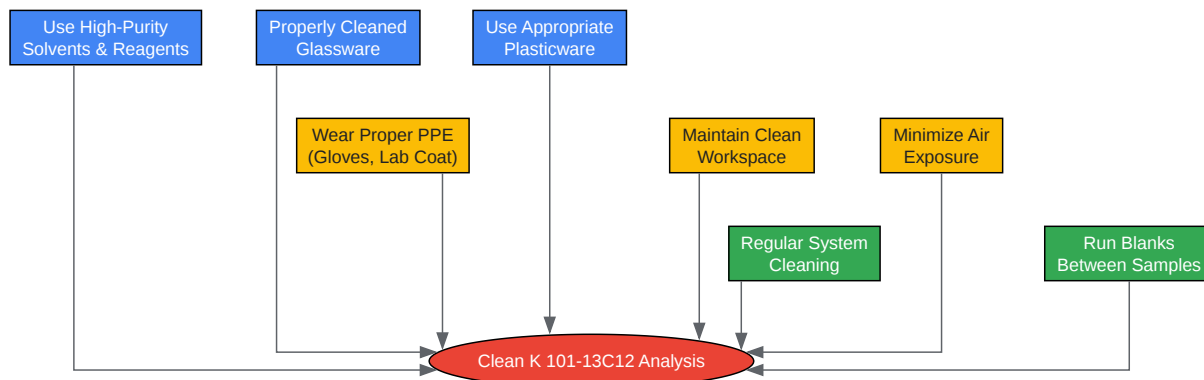 Use High-Purity
Solvents & Reagents
Properly Cleaned
Glassware
Use Appropriate
Plasticware
Wear Proper PPE
(Gloves, Lab Coat)
Maintain Clean
Workspace
Minimize Air
Exposure
Regular System
Cleaning
Run Blanks
Between Samples
Clean K 101-13C12 Analysis